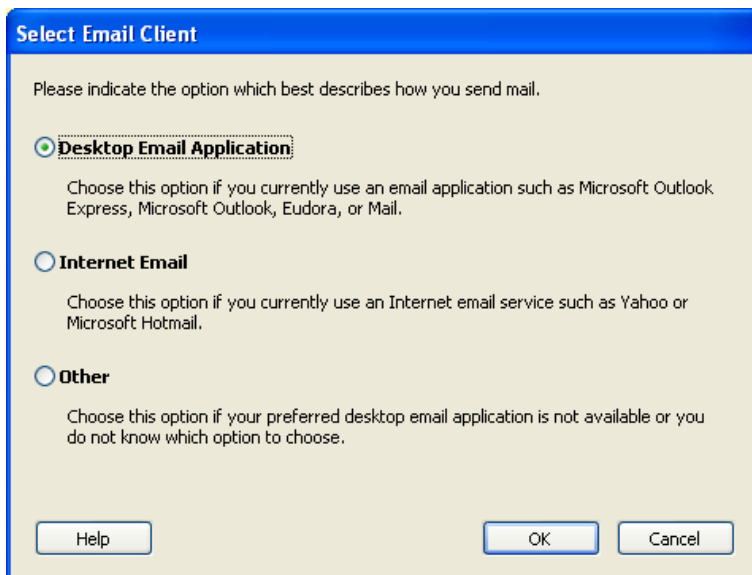 Select Email Client
Please indicate the option which best describes how you send mail.
Desktop Email Application
Choose this option if you currently use an email application such as Microsoft Outlook
Express, Microsoft Outlook, Eudora, or Mail.
Internet Email
Choose this option if you currently use an Internet email service such as Yahoo or
Microsoft Hotmail.
Other
Choose this option if your preferred desktop email application is not available or you
do not know which option to choose.
Help OK Cancel